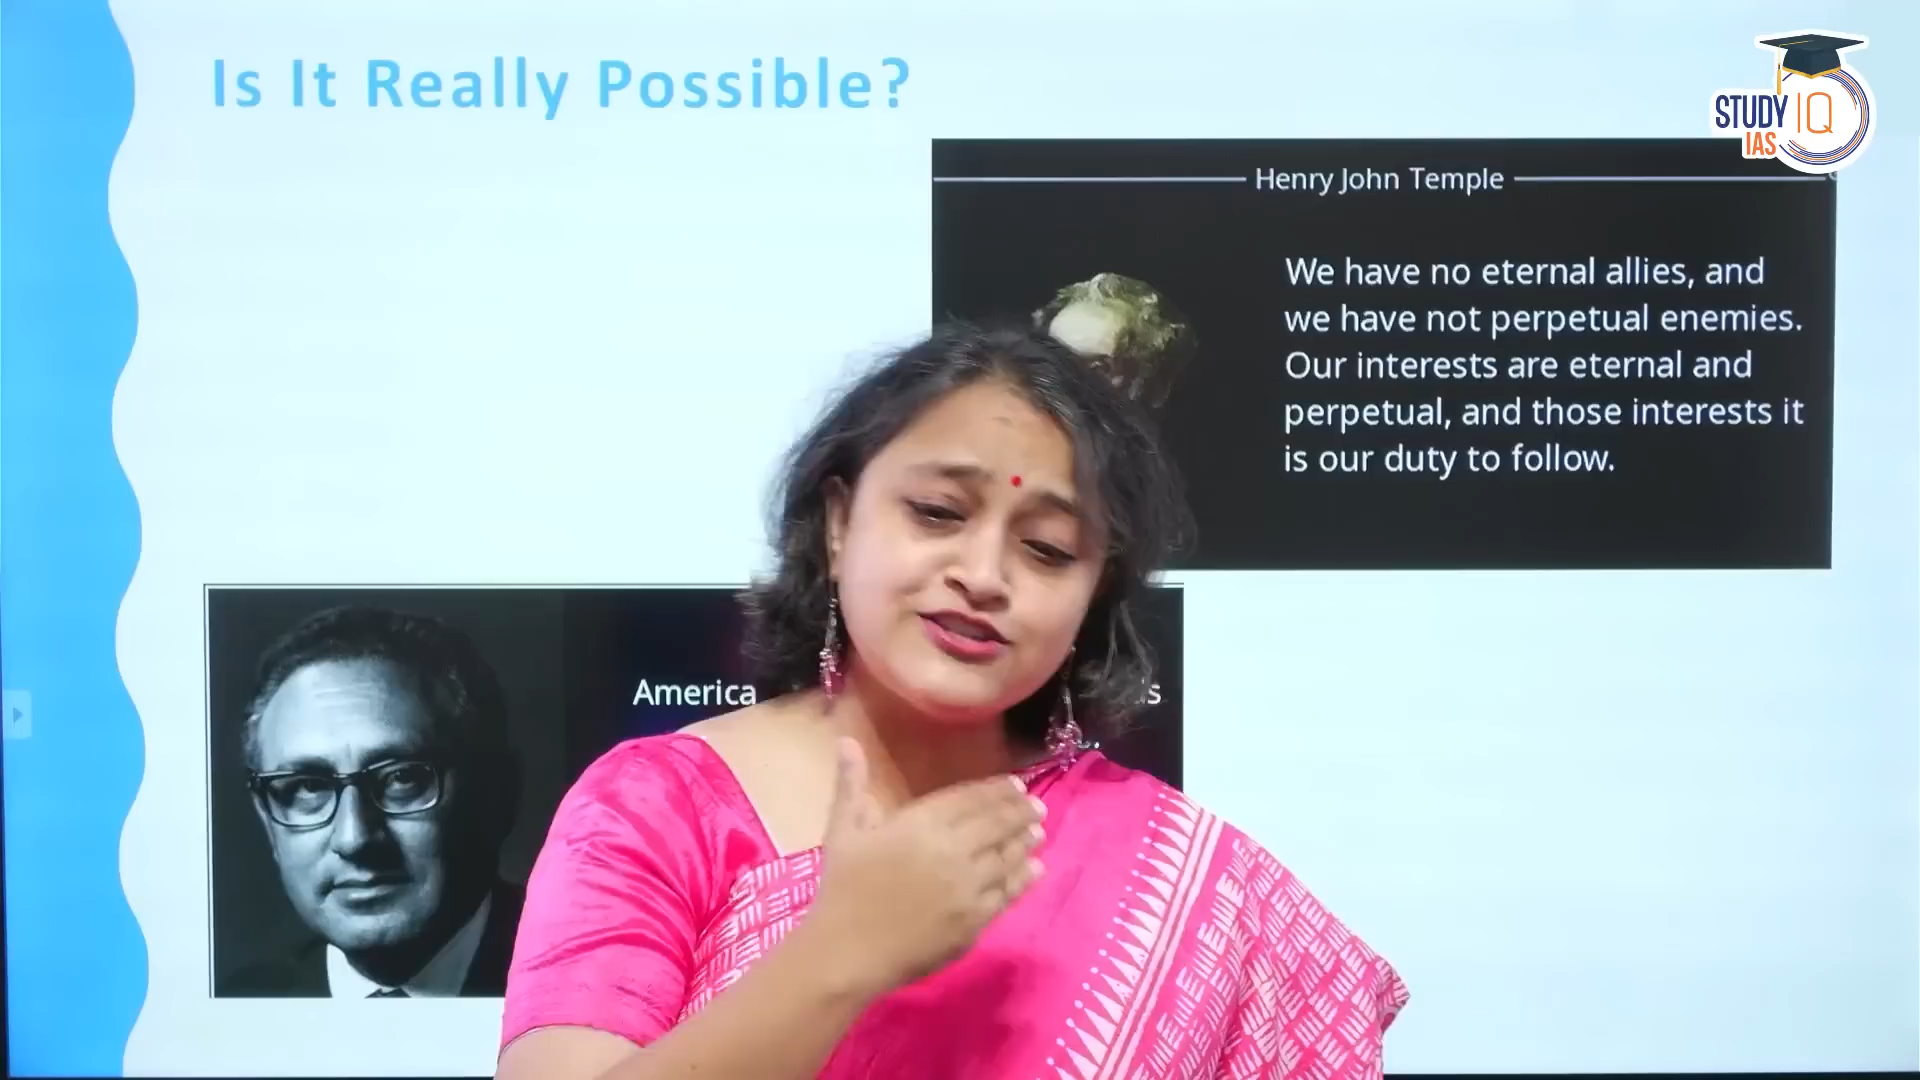 Is It Really Possible?
STUDY IQ
IAS
Henry John Temple
We have no eternal allies, and
we have not perpetual enemies.
Our interests are eternal and
perpetual, and those interests it
is our duty to follow.
America